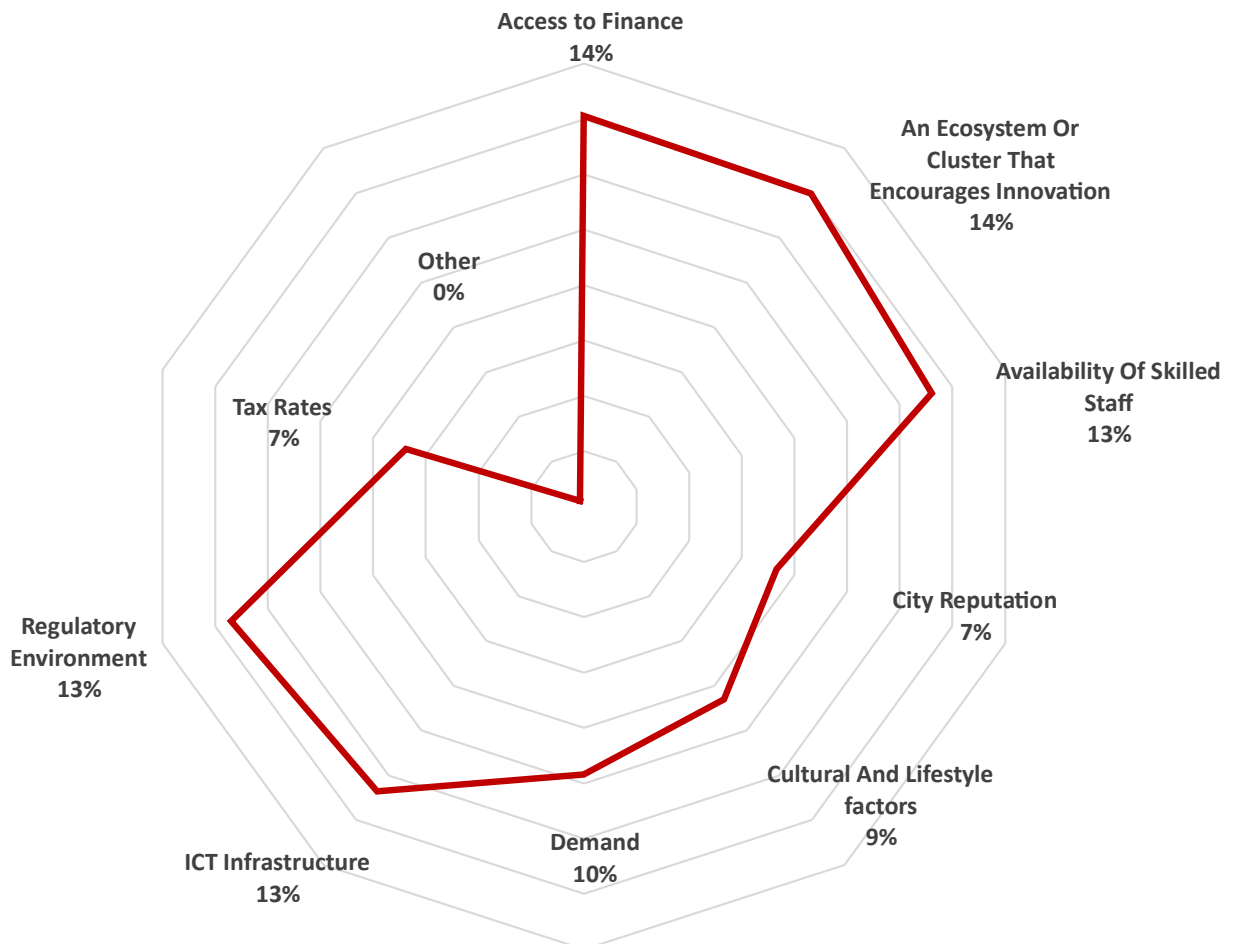 Access to Finance
14%
An Ecosystem Or
Cluster That
Encourages Innovation
14%
Availability Of Skilled
Staff
13%
City Reputation
7%
Cultural And Lifestyle
factors
9%
Demand
10%
ICT Infrastructure
13%
Regulatory
Environment
13%
Tax Rates
7%
Other
0%